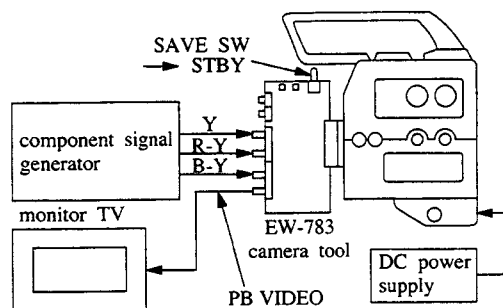 SAVE SW
STBY
component signal
generator
Y
R-Y
B-Y
monitor TV
EW-783
camera tool
PB VIDEO
DC power
supply